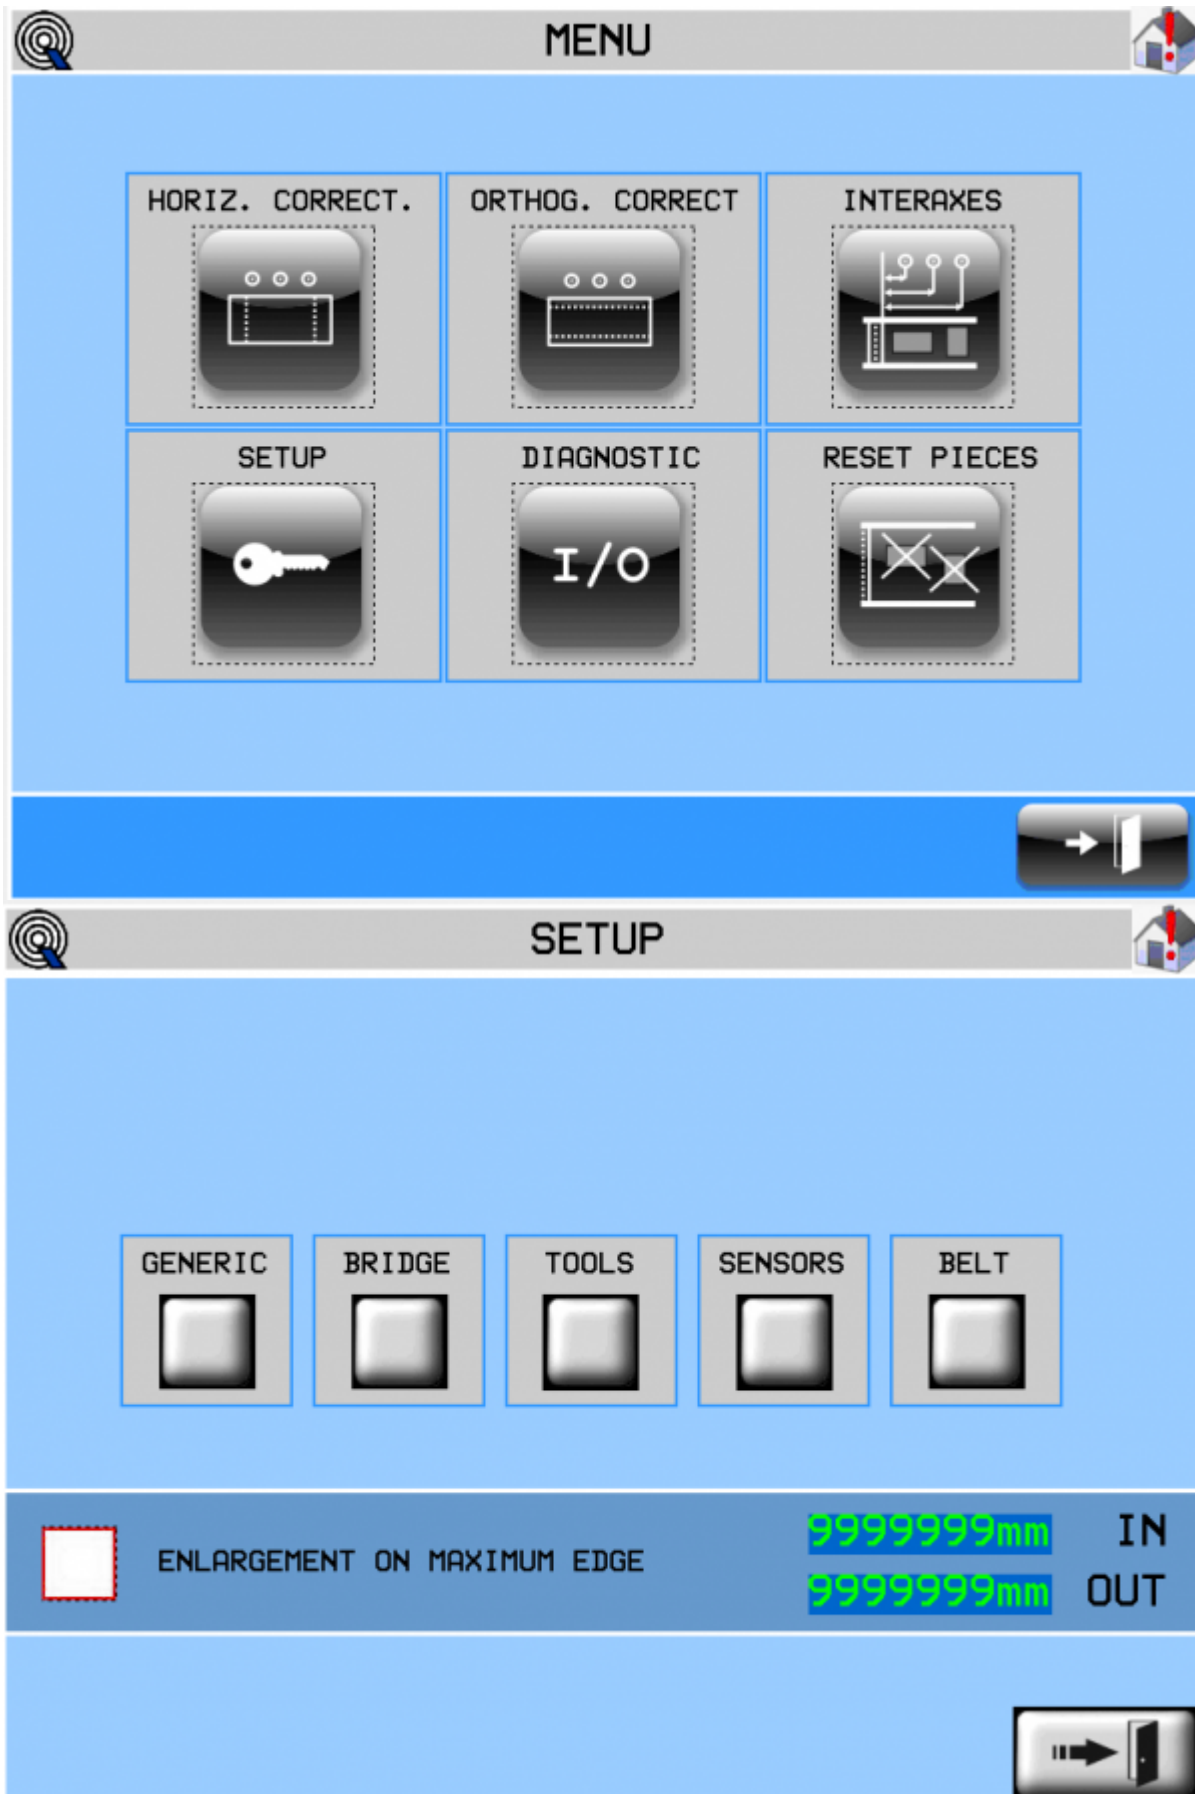 MENU
HORIZ. CORRECT. ORTHOG. CORRECT INTERAXES
SETUP DIAGNOSTIC RESET PIECES
I/O
SETUP
GENERIC BRIDGE TOOLS SENSORS BELT
9999999mm IN
ENLARGEMENT ON MAXIMUM EDGE
9999999mm OUT